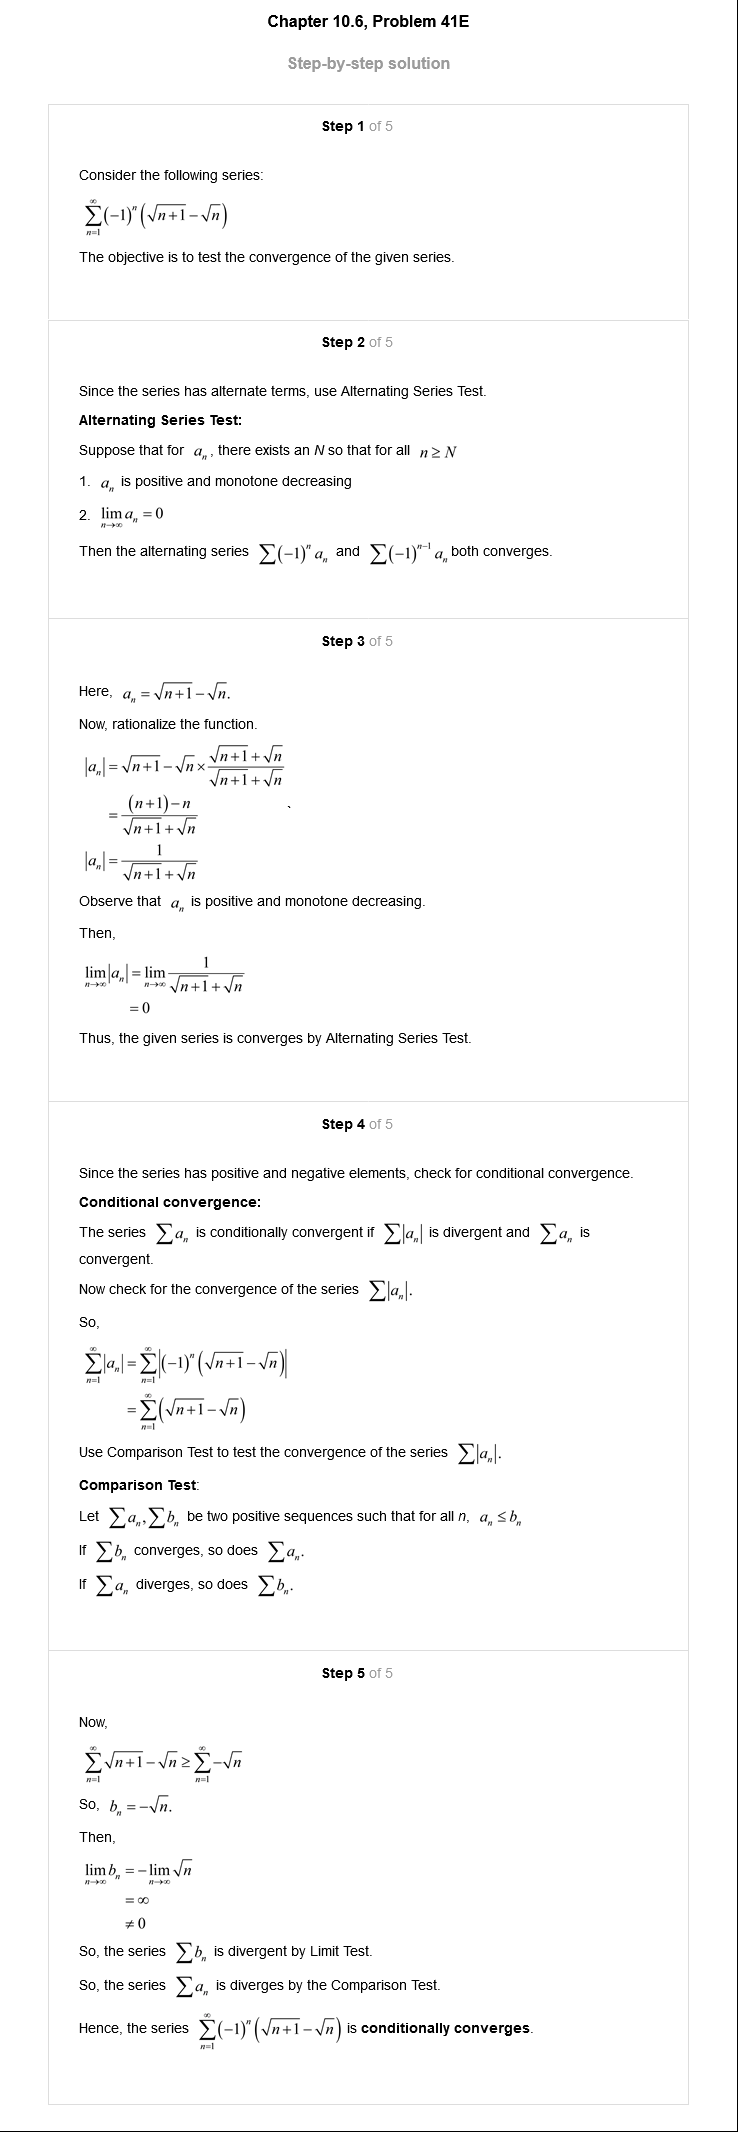 Chapter 10.6, Problem 41E
Step-by-step solution
Step 1 of 5
Consider the following series:
$\sum_{n=1}^{\infty}(-1)^n\left(\sqrt{n+1}-\sqrt{n}\right)$
The objective is to test the convergence of the given series.
Step 2 of 5
Since the series has alternate terms, use Alternating Series Test.
Alternating Series Test:
Suppose that for $a_n$, there exists an N so that for all $n \ge N$
1. $a_n$ is positive and monotone decreasing
2. $\lim_{n\to\infty} a_n = 0$
Then the alternating series $\sum(-1)^n a_n$ and $\sum(-1)^{n-1} a_n$ both converges.
Step 3 of 5
Here, $a_n = \sqrt{n+1}-\sqrt{n}$.
Now, rationalize the function.
$|a_n| = \sqrt{n+1}-\sqrt{n} \times \frac{\sqrt{n+1}+\sqrt{n}}{\sqrt{n+1}+\sqrt{n}}$
$= \frac{(n+1)-n}{\sqrt{n+1}+\sqrt{n}}$
$|a_n| = \frac{1}{\sqrt{n+1}+\sqrt{n}}$
Observe that $a_n$ is positive and monotone decreasing.
Then,
$\lim_{n\to\infty}|a_n| = \lim_{n\to\infty}\frac{1}{\sqrt{n+1}+\sqrt{n}}$
$= 0$
Thus, the given series is converges by Alternating Series Test.
Step 4 of 5
Since the series has positive and negative elements, check for conditional convergence.
Conditional convergence:
The series $\sum a_n$ is conditionally convergent if $\sum|a_n|$ is divergent and $\sum a_n$ is
convergent.
Now check for the convergence of the series $\sum|a_n|$.
So,
$\sum_{n=1}^{\infty}|a_n| = \sum_{n=1}^{\infty}\left|(-1)^n\left(\sqrt{n+1}-\sqrt{n}\right)\right|$
$= \sum_{n=1}^{\infty}\left(\sqrt{n+1}-\sqrt{n}\right)$
Use Comparison Test to test the convergence of the series $\sum|a_n|$.
Comparison Test:
Let $\sum a_n, \sum b_n$ be two positive sequences such that for all n, $a_n \le b_n$
If $\sum b_n$ converges, so does $\sum a_n$.
If $\sum a_n$ diverges, so does $\sum b_n$.
Step 5 of 5
Now,
$\sum_{n=1}^{\infty}\sqrt{n+1}-\sqrt{n} \ge \sum_{n=1}^{\infty}-\sqrt{n}$
So, $b_n = -\sqrt{n}$.
Then,
$\lim_{n\to\infty} b_n = -\lim_{n\to\infty}\sqrt{n}$
$= \infty$
$\ne 0$
So, the series $\sum b_n$ is divergent by Limit Test.
So, the series $\sum a_n$ is diverges by the Comparison Test.
Hence, the series $\sum_{n=1}^{\infty}(-1)^n\left(\sqrt{n+1}-\sqrt{n}\right)$ is conditionally converges.